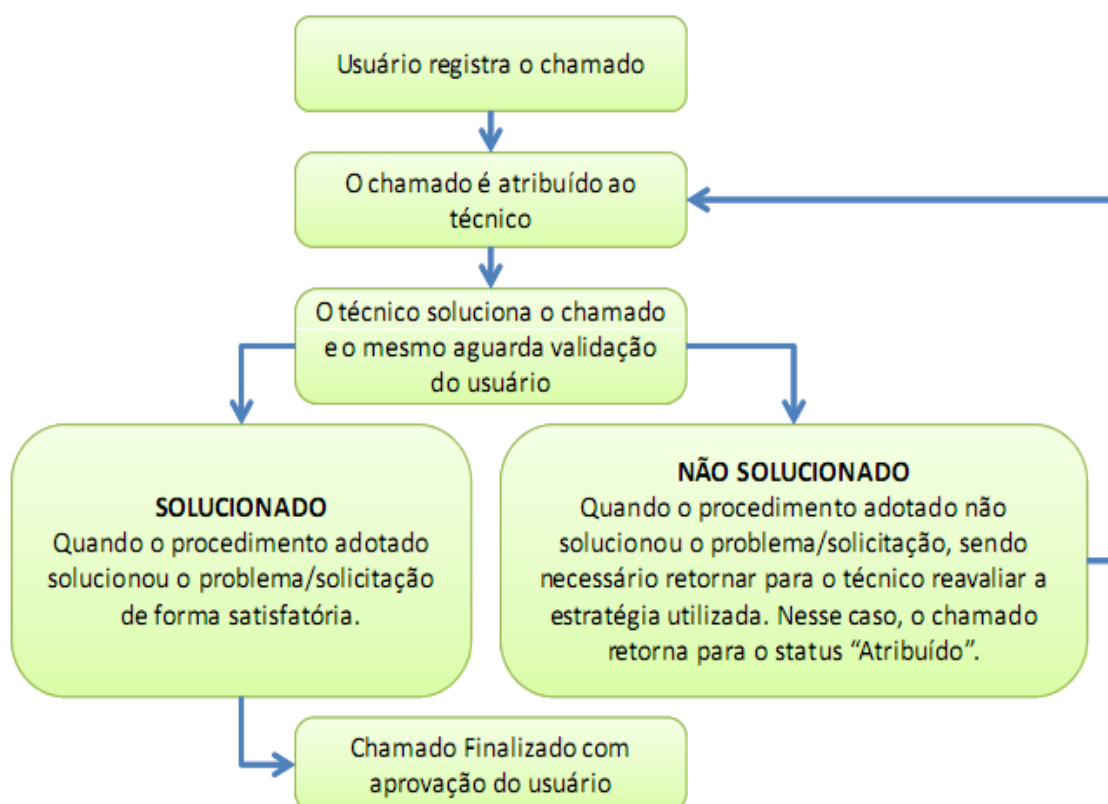 Usuário registra o chamado
O chamado é atribuído ao
técnico
O técnico soluciona o chamado
e o mesmo aguarda validação
do usuário
SOLUCIONADO
Quando o procedimento adotado
solucionou o problema/solicitação
de forma satisfatória.
NÃO SOLUCIONADO
Quando o procedimento adotado não
solucionou o problema/solicitação, sendo
necessário retornar para o técnico reavaliar a
estratégia utilizada. Nesse caso, o chamado
retorna para o status “Atribuído”.
Chamado Finalizado com
aprovação do usuário